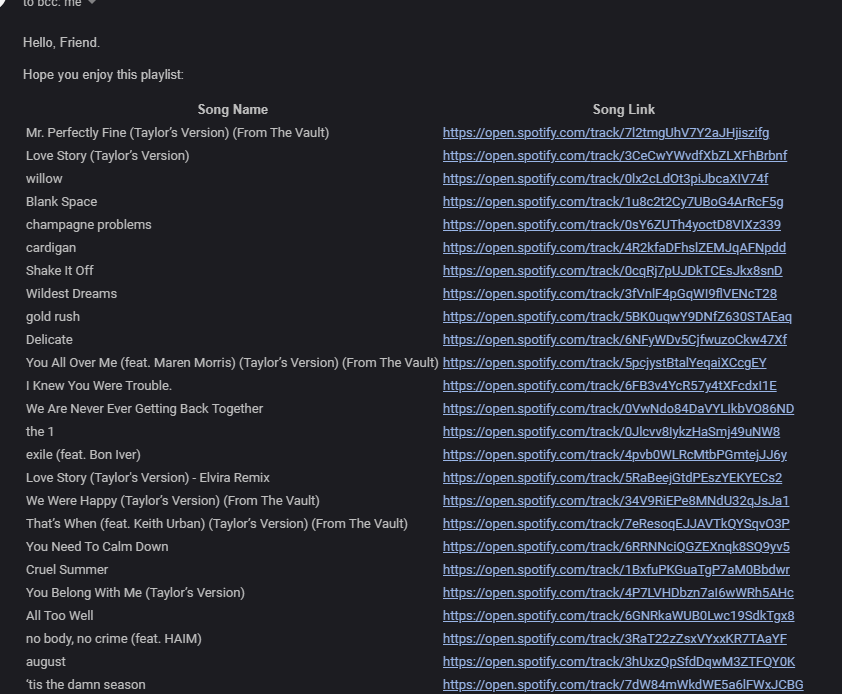 to bcc: me
Hello, Friend.
Hope you enjoy this playlist:
Song Name Song Link
Mr. Perfectly Fine (Taylor’s Version) (From The Vault) https://open.spotify.com/track/7l2tmgUhV7Y2aJHjiszifg
Love Story (Taylor’s Version) https://open.spotify.com/track/3CeCwYWvdfXbZLXFhBrbnf
willow https://open.spotify.com/track/0lx2cLdOt3piJbcaXIV74f
Blank Space https://open.spotify.com/track/1u8c2t2Cy7UBoG4ArRcF5g
champagne problems https://open.spotify.com/track/0sY6ZUTh4yoctD8VIXz339
cardigan https://open.spotify.com/track/4R2kfaDFhslZEMJqAFNpdd
Shake It Off https://open.spotify.com/track/0cqRj7pUJDkTCEsJkx8snD
Wildest Dreams https://open.spotify.com/track/3fVnlF4pGqWI9flVENcT28
gold rush https://open.spotify.com/track/5BK0uqwY9DNfZ630STAEaq
Delicate https://open.spotify.com/track/6NFyWDv5CjfwuzoCkw47Xf
You All Over Me (feat. Maren Morris) (Taylor’s Version) (From The Vault) https://open.spotify.com/track/5pcjystBtalYeqaiXCcgEY
I Knew You Were Trouble. https://open.spotify.com/track/6FB3v4YcR57y4tXFcdxI1E
We Are Never Ever Getting Back Together https://open.spotify.com/track/0VwNdo84DaVYLIkbVO86ND
the 1 https://open.spotify.com/track/0Jlcvv8IykzHaSmj49uNW8
exile (feat. Bon Iver) https://open.spotify.com/track/4pvb0WLRcMtbPGmtejJJ6y
Love Story (Taylor's Version) - Elvira Remix https://open.spotify.com/track/5RaBeejGtdPEszYEKYECs2
We Were Happy (Taylor’s Version) (From The Vault) https://open.spotify.com/track/34V9RiEPe8MNdU32qJsJa1
That’s When (feat. Keith Urban) (Taylor’s Version) (From The Vault) https://open.spotify.com/track/7eResoqEJJAVTkQYSqvO3P
You Need To Calm Down https://open.spotify.com/track/6RRNNciQGZEXnqk8SQ9yv5
Cruel Summer https://open.spotify.com/track/1BxfuPKGuaTgP7aM0Bbdwr
You Belong With Me (Taylor’s Version) https://open.spotify.com/track/4P7LVHDbzn7aI6wWRh5AHc
All Too Well https://open.spotify.com/track/6GNRkaWUB0Lwc19SdkTgx8
no body, no crime (feat. HAIM) https://open.spotify.com/track/3RaT22zZsxVYxxKR7TAaYF
august https://open.spotify.com/track/3hUxzQpSfdDqwM3ZTFQY0K
‘tis the damn season https://open.spotify.com/track/7dW84mWkdWE5a6lFWxJCBG